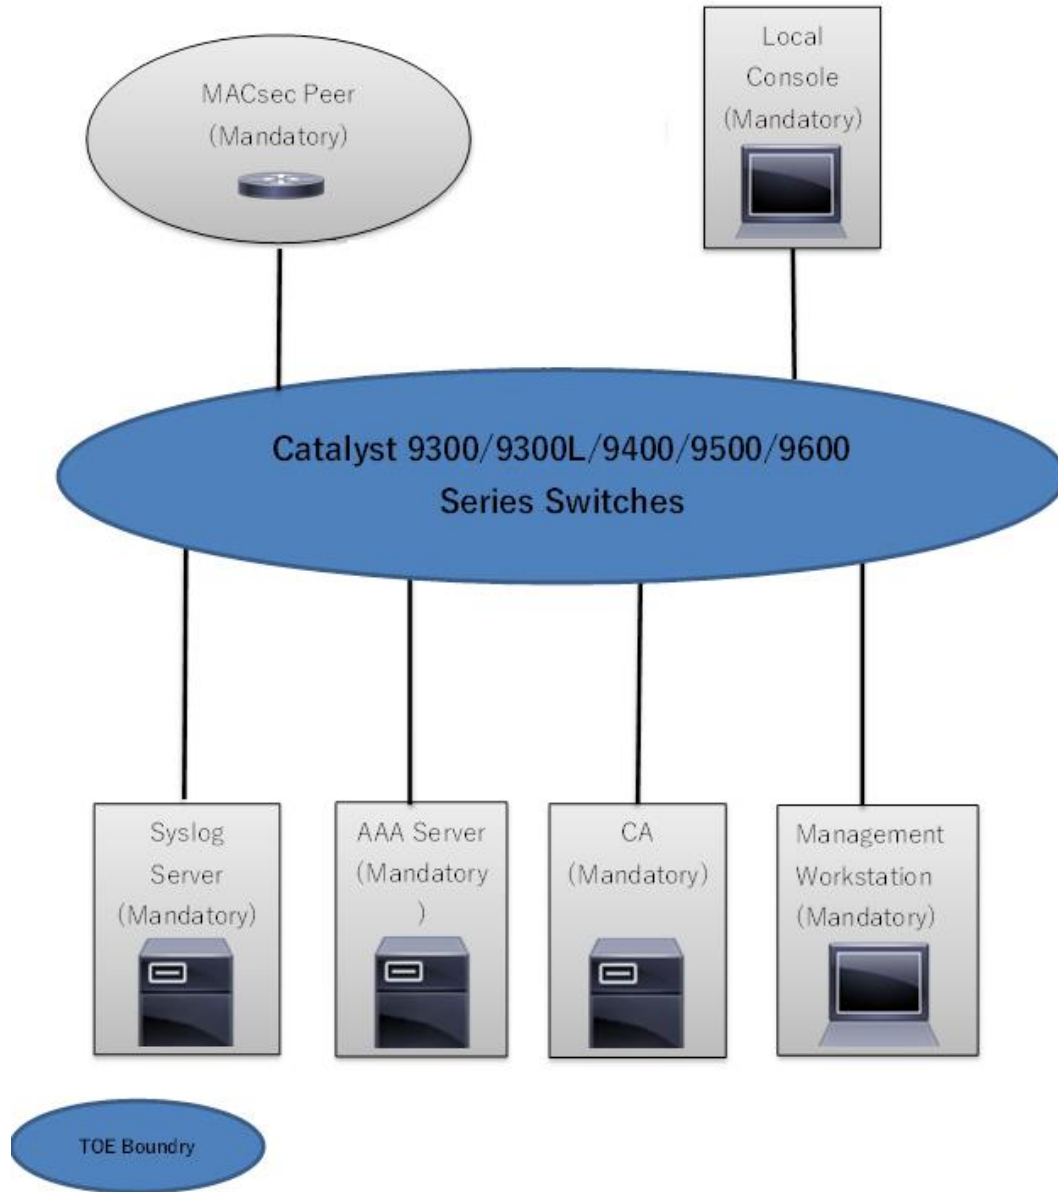 MACsec Peer
(Mandatory)
Local
Console
(Mandatory)
Catalyst 9300/9300L/9400/9500/9600
Series Switches
Syslog
Server
(Mandatory)
AAA Server
(Mandatory
)
CA
(Mandatory)
Management
Workstation
(Mandatory)
TOE Boundry